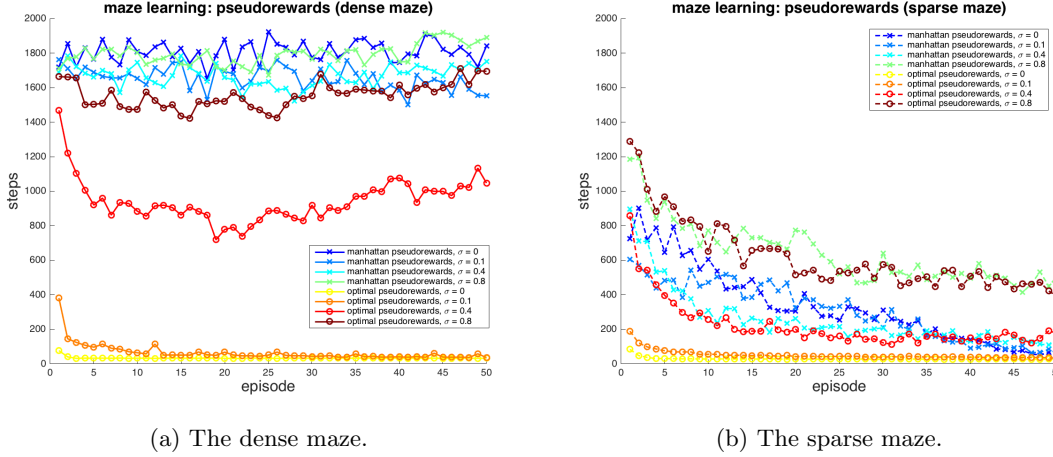 maze learning: pseudorewards (dense maze)
2000
1800
1600
1400
1200
1000
800
600
400
200
0
steps
manhattan pseudorewards, σ = 0
manhattan pseudorewards, σ = 0.1
manhattan pseudorewards, σ = 0.4
manhattan pseudorewards, σ = 0.8
optimal pseudorewards, σ = 0
optimal pseudorewards, σ = 0.1
optimal pseudorewards, σ = 0.4
optimal pseudorewards, σ = 0.8
0 5 10 15 20 25 30 35 40 45 50
episode
(a) The dense maze.
maze learning: pseudorewards (sparse maze)
2000
1800
1600
1400
1200
1000
800
600
400
200
0
steps
manhattan pseudorewards, σ = 0
manhattan pseudorewards, σ = 0.1
manhattan pseudorewards, σ = 0.4
manhattan pseudorewards, σ = 0.8
optimal pseudorewards, σ = 0
optimal pseudorewards, σ = 0.1
optimal pseudorewards, σ = 0.4
optimal pseudorewards, σ = 0.8
0 5 10 15 20 25 30 35 40 45
episode
(b) The sparse maze.